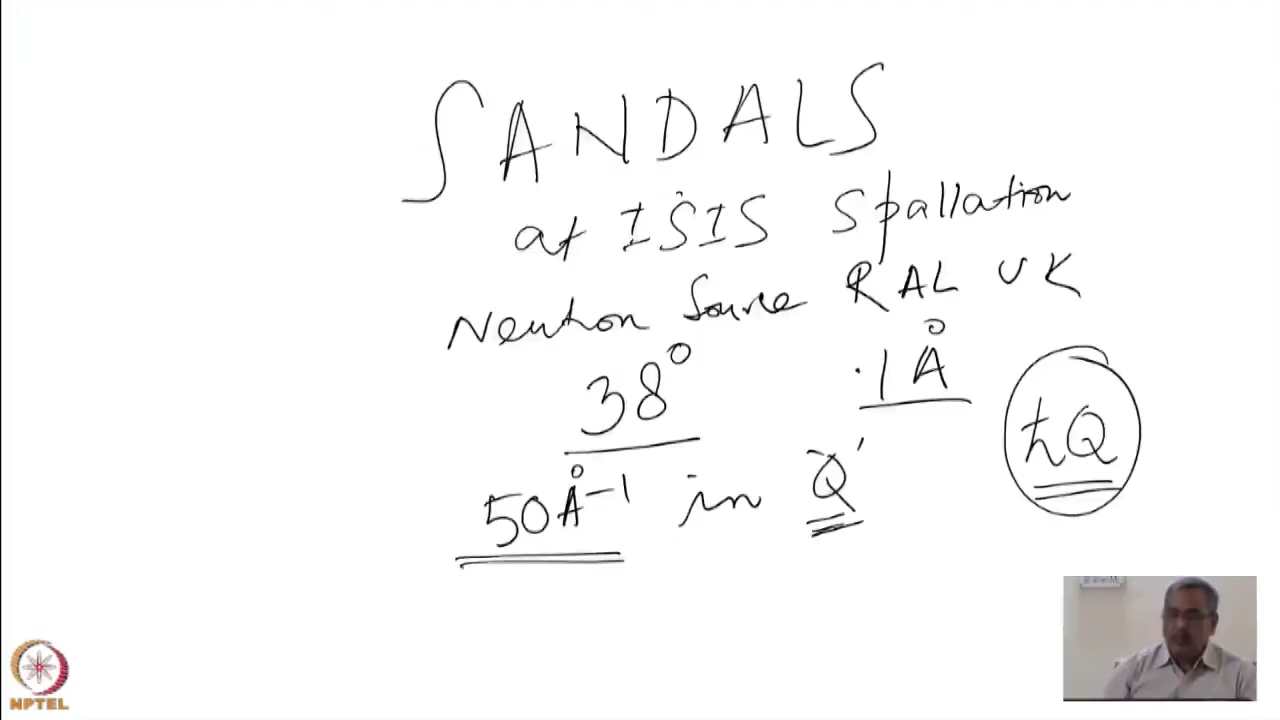 SANDALS
at ISIS Spallation
Neutron Source RAL UK
38° .1 Å
50Å-1 in Q' ħQ
NPTEL